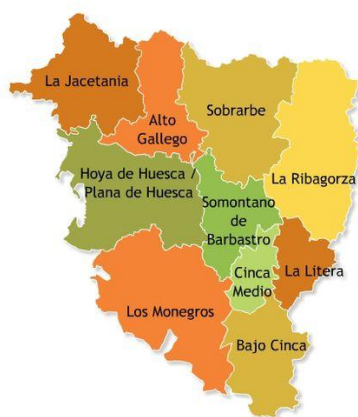 La Jacetania
Alto
Gallego
Sobrarbe
La Ribagorza
Hoya de Huesca /
Plana de Huesca
Somontano
de
Barbastro
Cinca
Medio
La Litera
Los Monegros
Bajo Cinca